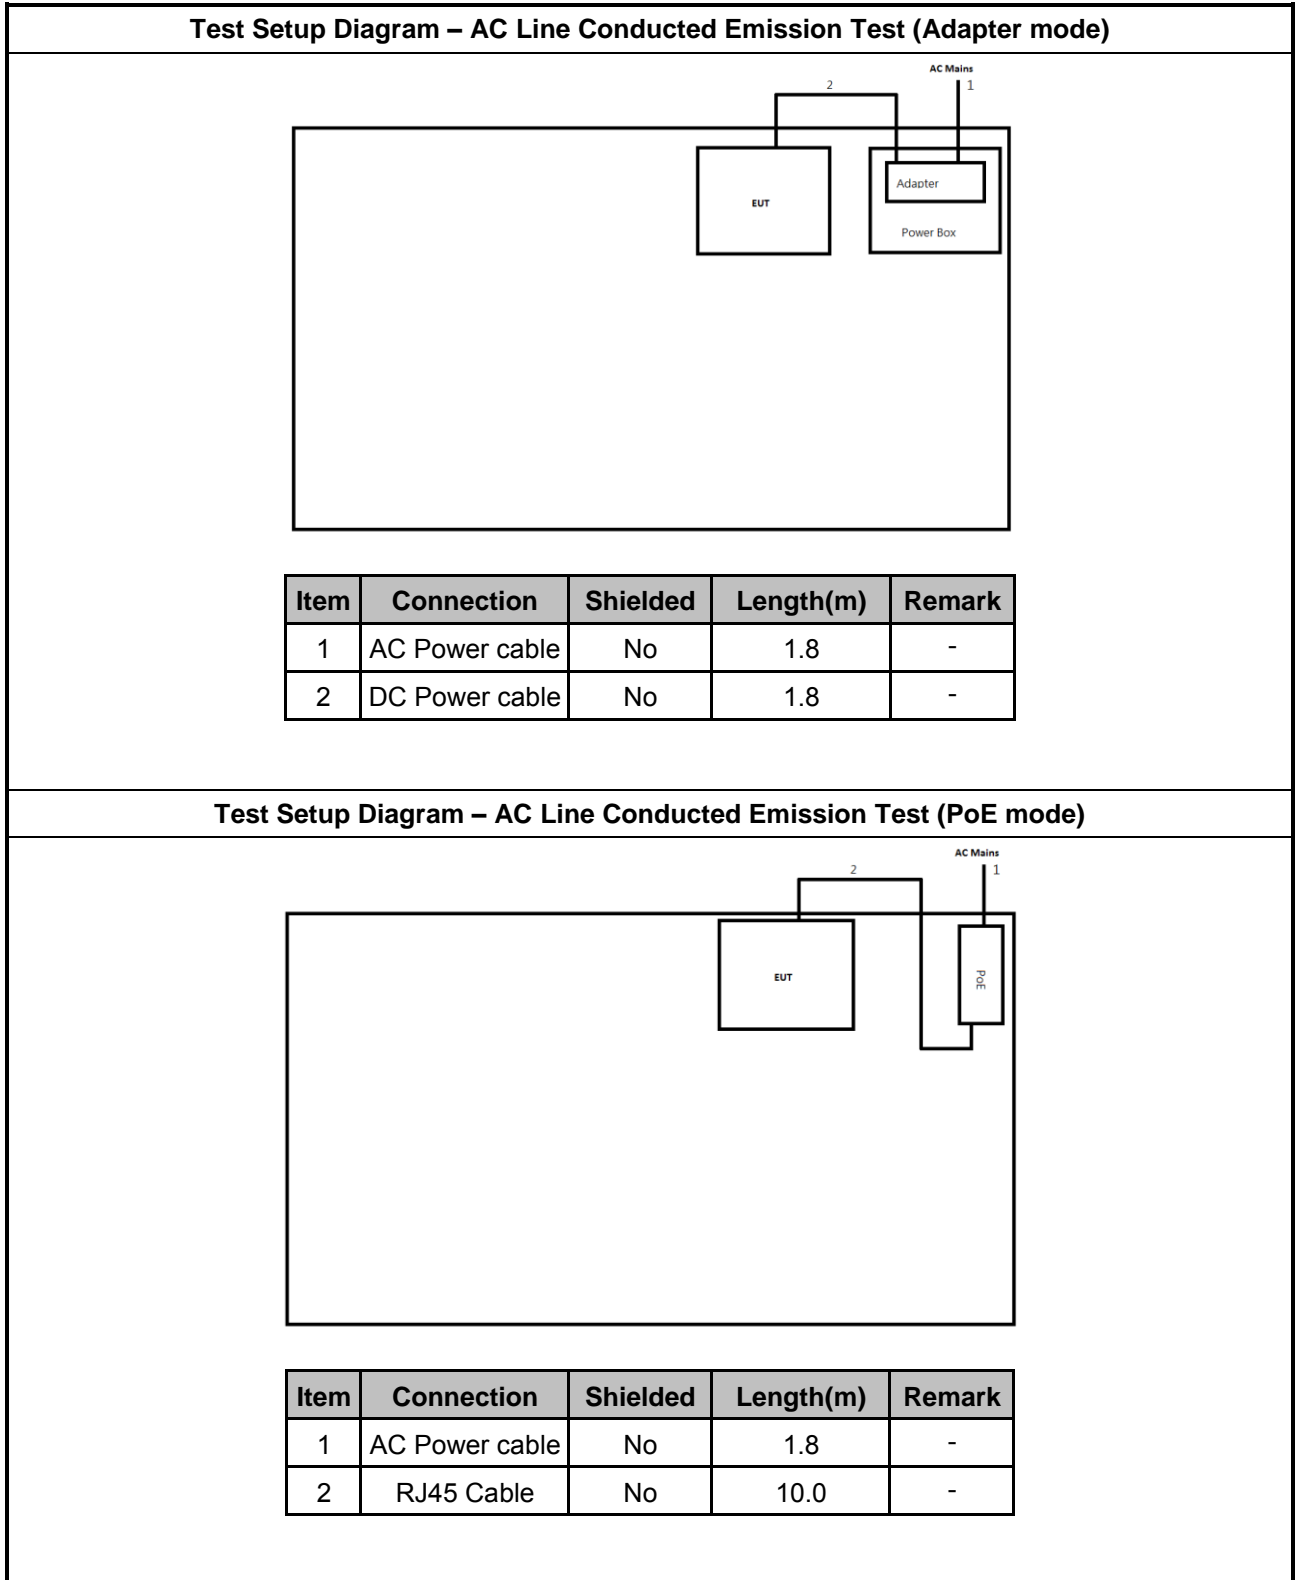 Test Setup Diagram – AC Line Conducted Emission Test (Adapter mode)
AC Mains
2
1
Adapter
EUT
Power Box
Item Connection Shielded Length(m) Remark
1 AC Power cable No 1.8 -
2 DC Power cable No 1.8 -
Test Setup Diagram – AC Line Conducted Emission Test (PoE mode)
AC Mains
2
1
EUT
PoE
Item Connection Shielded Length(m) Remark
1 AC Power cable No 1.8 -
2 RJ45 Cable No 10.0 -